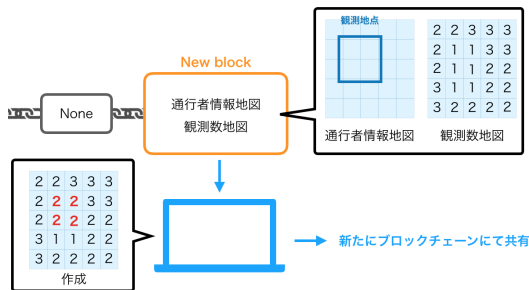 観測地点
2 2 3 3 3
2 1 1 3 3
2 1 1 2 2
3 1 1 2 2
3 2 2 2 2
通行者情報地図
観測数地図
New block
None
通行者情報地図
観測数地図
2 2 3 3 3
2 2 2 3 3
2 2 2 2 2
3 1 1 2 2
3 2 2 2 2
作成
新たにブロックチェーンにて共有